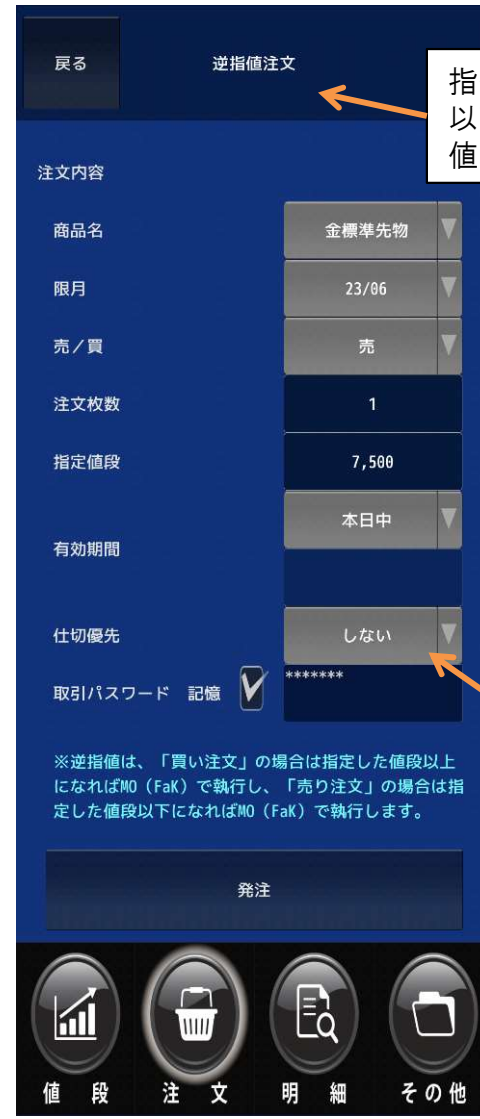 戻る
逆指値注文
指
以
値
注文内容
商品名
金標準先物
限月
23/06
売/買
売
注文枚数
1
指定値段
7,500
有効期間
本日中
仕切優先
しない
取引パスワード 記憶
*******
※逆指値は、「買い注文」の場合は指定した値段以上
になればMO(FaK)で執行し、「売り注文」の場合は指
定した値段以下になればMO(FaK)で執行します。
発注
値 段
注 文
明 細
その他